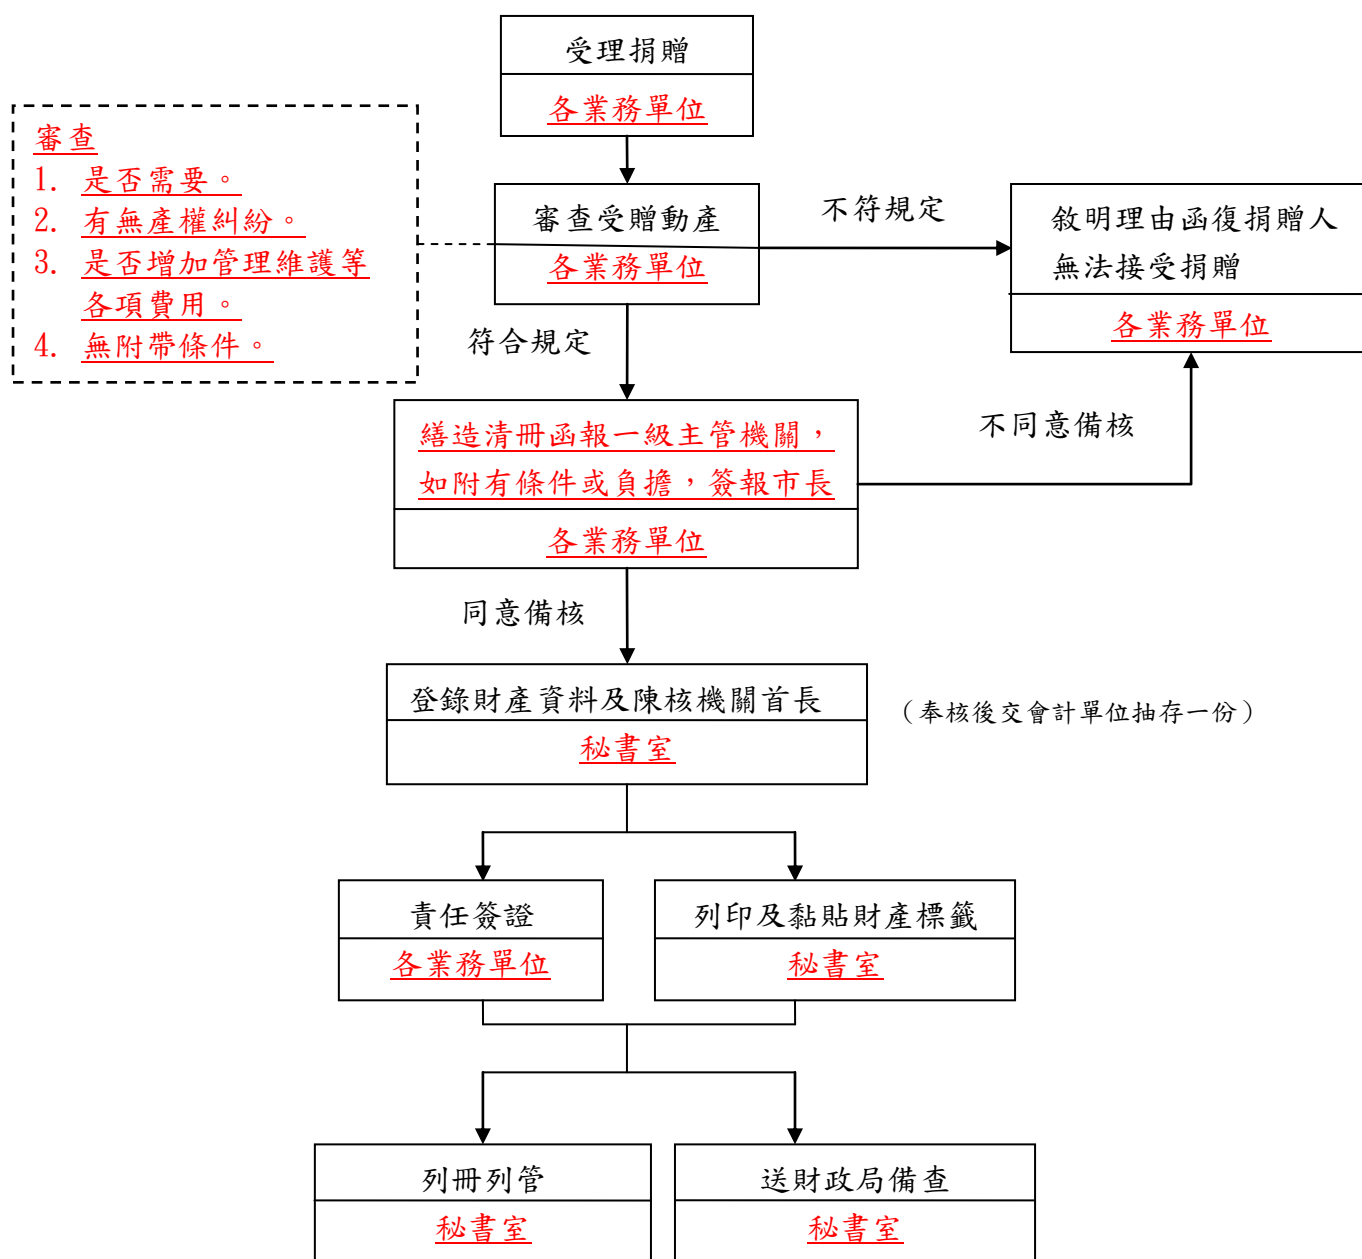 受理捐贈
各業務單位
審查
1. 是否需要。
2. 有無產權糾紛。
3. 是否增加管理維護等
各項費用。
4. 無附帶條件。
審查受贈動產
各業務單位
不符規定
敘明理由函復捐贈人
無法接受捐贈
各業務單位
符合規定
繕造清冊函報一級主管機關，
如附有條件或負擔，簽報市長
各業務單位
不同意備核
同意備核
登錄財產資料及陳核機關首長
秘書室
（奉核後交會計單位抽存一份）
責任簽證
各業務單位
列印及黏貼財產標籤
秘書室
列冊列管
秘書室
送財政局備查
秘書室